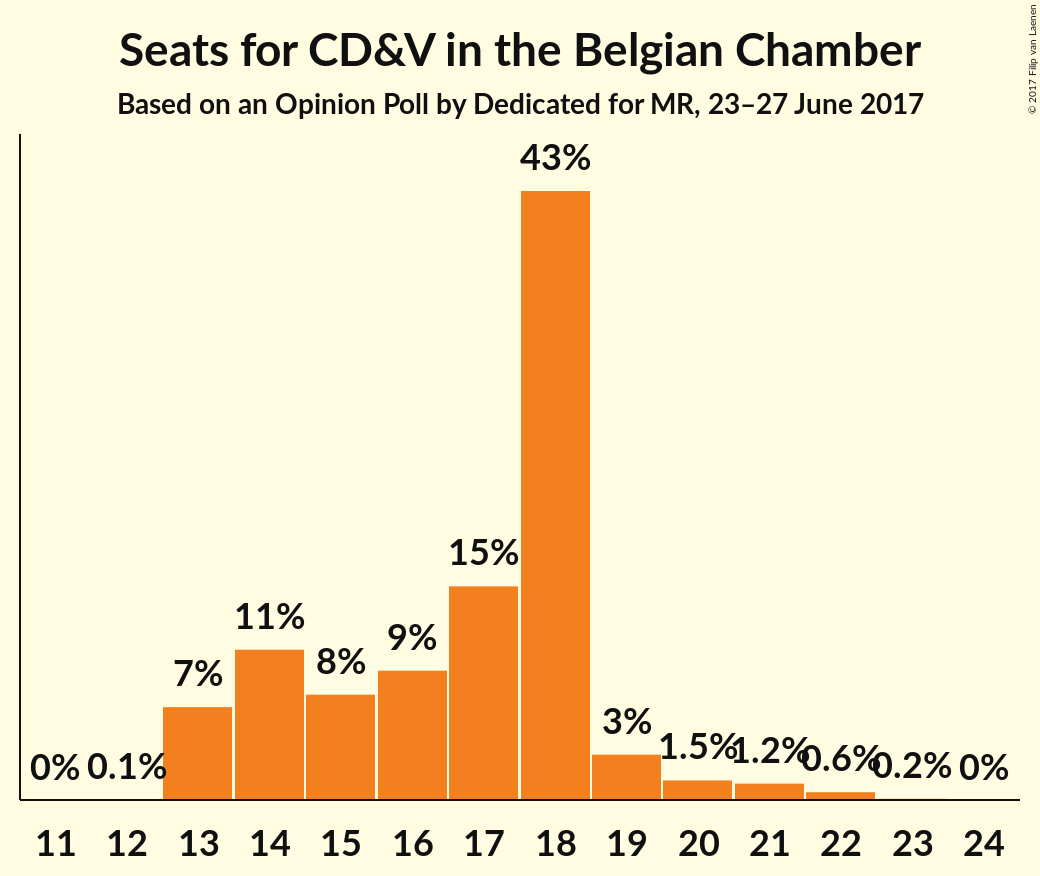 Seats for CD&V in the Belgian Chamber
Based on an Opinion Poll by Dedicated for MR, 23–27 June 2017
© 2017 Filip van Laenen
0% 0.1% 7% 11% 8% 9% 15% 43% 3% 1.5% 1.2% 0.6% 0.2% 0%
11 12 13 14 15 16 17 18 19 20 21 22 23 24